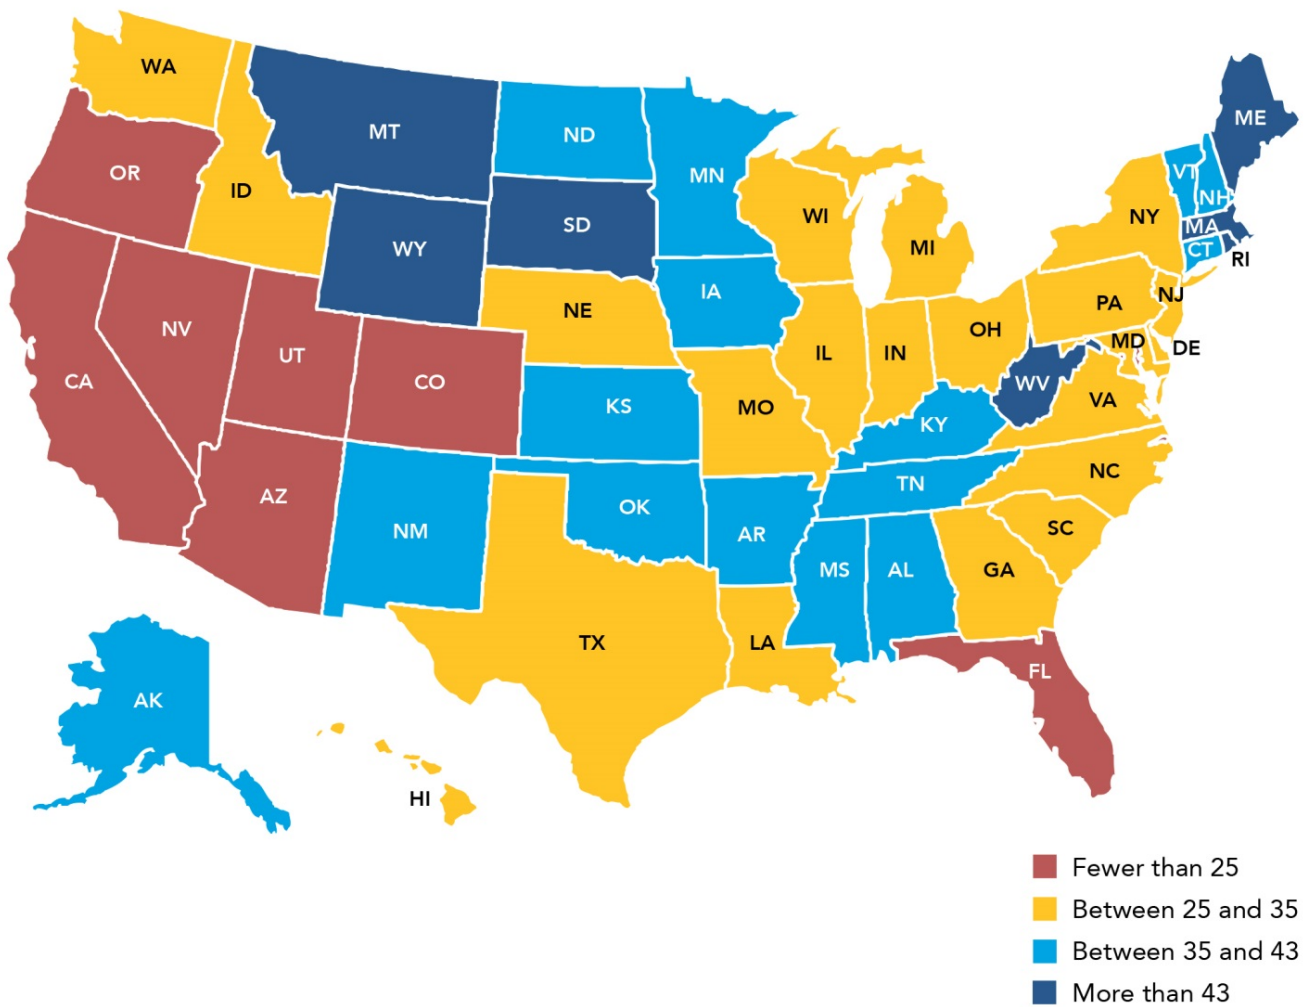 WA
MT
ND
MN
OR
ID
SD
WY
WI
MI
NY
VT
NH
ME
MA
CT
RI
NV
UT
CA
CO
NE
IA
IL
IN
OH
PA
NJ
MD
DE
WV
VA
KS
MO
KY
NC
TN
AZ
NM
OK
AR
SC
MS
AL
GA
TX
LA
FL
AK
HI
Fewer than 25
Between 25 and 35
Between 35 and 43
More than 43